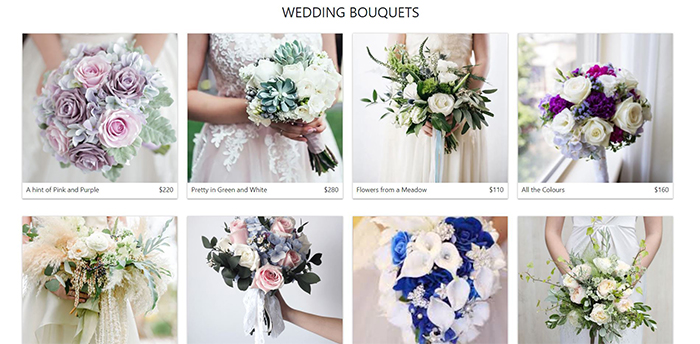 WEDDING BOUQUETS
A hint of Pink and Purple $220
Pretty in Green and White $280
Flowers from a Meadow $110
All the Colours $160